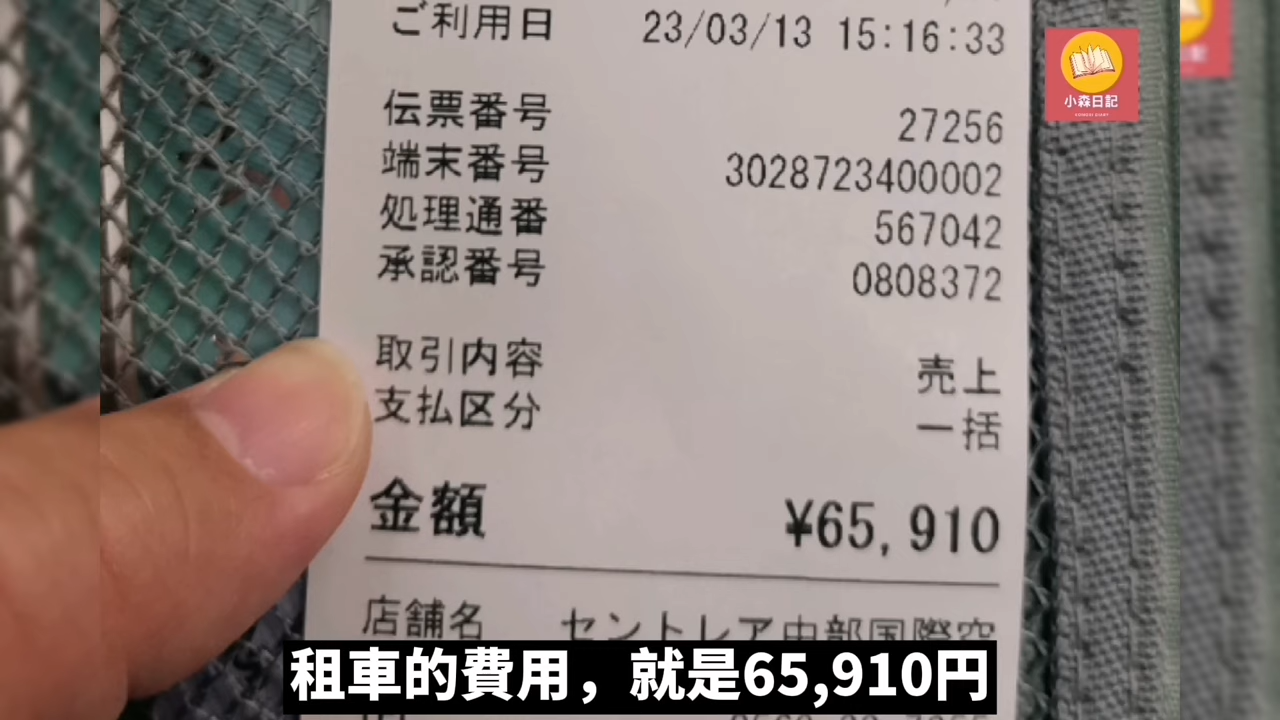 ご利用日 23/03/13 15:16:33
小森日記
伝票番号 27256
端末番号 3028723400002
処理通番 567042
承認番号 0808372
取引内容 売上
支払区分 一括
金額 ¥65,910
店舗名 セントレア中部国際空
租車的費用，就是65,910円